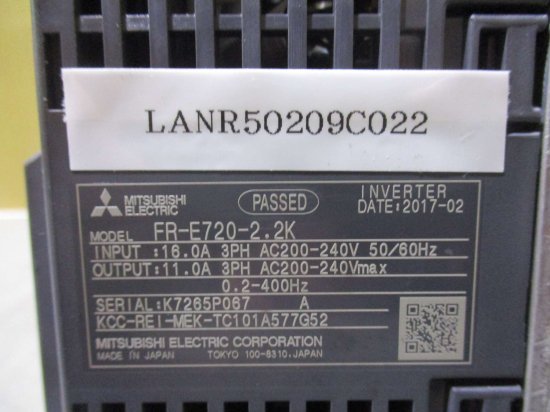 LANR50209C022
MITSUBISHI ELECTRIC PASSED INVERTER
DATE:2017-02
MODEL FR-E720-2.2K
INPUT :16.0A 3PH AC200-240V 50/60Hz
OUTPUT:11.0A 3PH AC200-240Vmax
0.2-400Hz
SERIAL:K7265P067 A
KCC-REI-MEK-TC101A577G52
MITSUBISHI ELECTRIC CORPORATION
MADE IN JAPAN TOKYO 100-8310,JAPAN